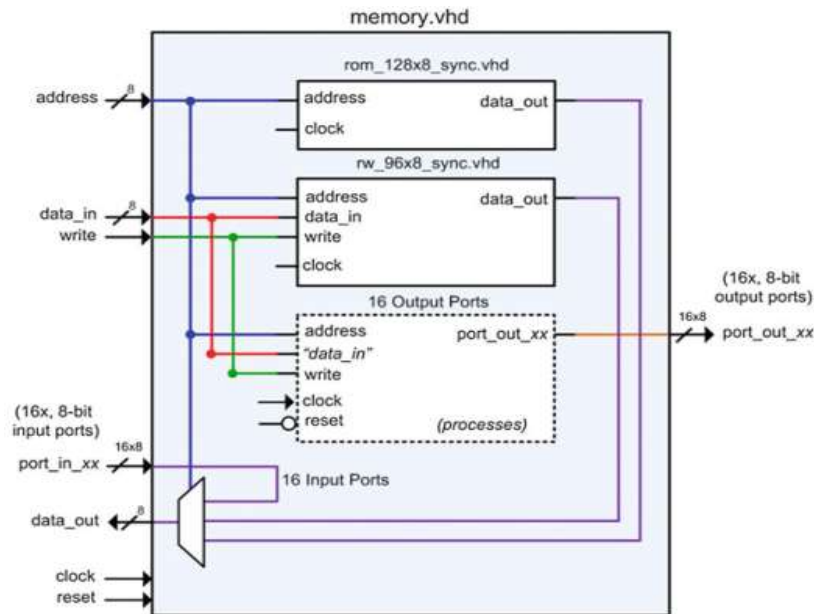 memory.vhd
rom_128x8_sync.vhd
address
8
address
data_out
clock
rw_96x8_sync.vhd
address
data_out
data_in
8
data_in
write
write
clock
16 Output Ports
(16x, 8-bit
output ports)
address
port_out_xx
16x8
port_out_xx
"data_in"
write
clock
reset
(processes)
(16x, 8-bit
input ports)
16x8
port_in_xx
16 Input Ports
data_out
8
clock
reset